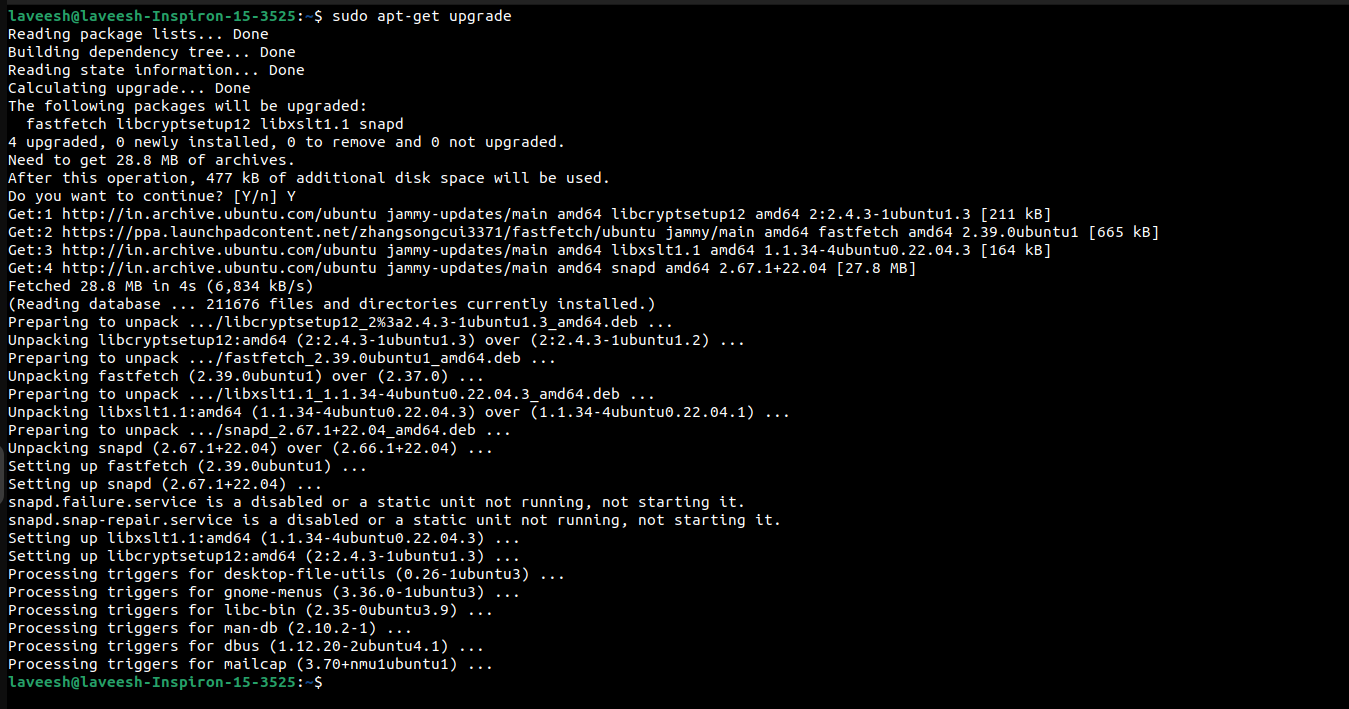 laveesh@laveesh-Inspiron-15-3525:~$ sudo apt-get upgrade
Reading package lists... Done
Building dependency tree... Done
Reading state information... Done
Calculating upgrade... Done
The following packages will be upgraded:
  fastfetch libcryptsetup12 libxslt1.1 snapd
4 upgraded, 0 newly installed, 0 to remove and 0 not upgraded.
Need to get 28.8 MB of archives.
After this operation, 477 kB of additional disk space will be used.
Do you want to continue? [Y/n] Y
Get:1 http://in.archive.ubuntu.com/ubuntu jammy-updates/main amd64 libcryptsetup12 amd64 2:2.4.3-1ubuntu1.3 [211 kB]
Get:2 https://ppa.launchpadcontent.net/zhangsongcui3371/fastfetch/ubuntu jammy/main amd64 fastfetch amd64 2.39.0ubuntu1 [665 kB]
Get:3 http://in.archive.ubuntu.com/ubuntu jammy-updates/main amd64 libxslt1.1 amd64 1.1.34-4ubuntu0.22.04.3 [164 kB]
Get:4 http://in.archive.ubuntu.com/ubuntu jammy-updates/main amd64 snapd amd64 2.67.1+22.04 [27.8 MB]
Fetched 28.8 MB in 4s (6,834 kB/s)
(Reading database ... 211676 files and directories currently installed.)
Preparing to unpack .../libcryptsetup12_2%3a2.4.3-1ubuntu1.3_amd64.deb ...
Unpacking libcryptsetup12:amd64 (2:2.4.3-1ubuntu1.3) over (2:2.4.3-1ubuntu1.2) ...
Preparing to unpack .../fastfetch_2.39.0ubuntu1_amd64.deb ...
Unpacking fastfetch (2.39.0ubuntu1) over (2.37.0) ...
Preparing to unpack .../libxslt1.1_1.1.34-4ubuntu0.22.04.3_amd64.deb ...
Unpacking libxslt1.1:amd64 (1.1.34-4ubuntu0.22.04.3) over (1.1.34-4ubuntu0.22.04.1) ...
Preparing to unpack .../snapd_2.67.1+22.04_amd64.deb ...
Unpacking snapd (2.67.1+22.04) over (2.66.1+22.04) ...
Setting up fastfetch (2.39.0ubuntu1) ...
Setting up snapd (2.67.1+22.04) ...
snapd.failure.service is a disabled or a static unit not running, not starting it.
snapd.snap-repair.service is a disabled or a static unit not running, not starting it.
Setting up libxslt1.1:amd64 (1.1.34-4ubuntu0.22.04.3) ...
Setting up libcryptsetup12:amd64 (2:2.4.3-1ubuntu1.3) ...
Processing triggers for desktop-file-utils (0.26-1ubuntu3) ...
Processing triggers for gnome-menus (3.36.0-1ubuntu3) ...
Processing triggers for libc-bin (2.35-0ubuntu3.9) ...
Processing triggers for man-db (2.10.2-1) ...
Processing triggers for dbus (1.12.20-2ubuntu4.1) ...
Processing triggers for mailcap (3.70+nmu1ubuntu1) ...
laveesh@laveesh-Inspiron-15-3525:~$